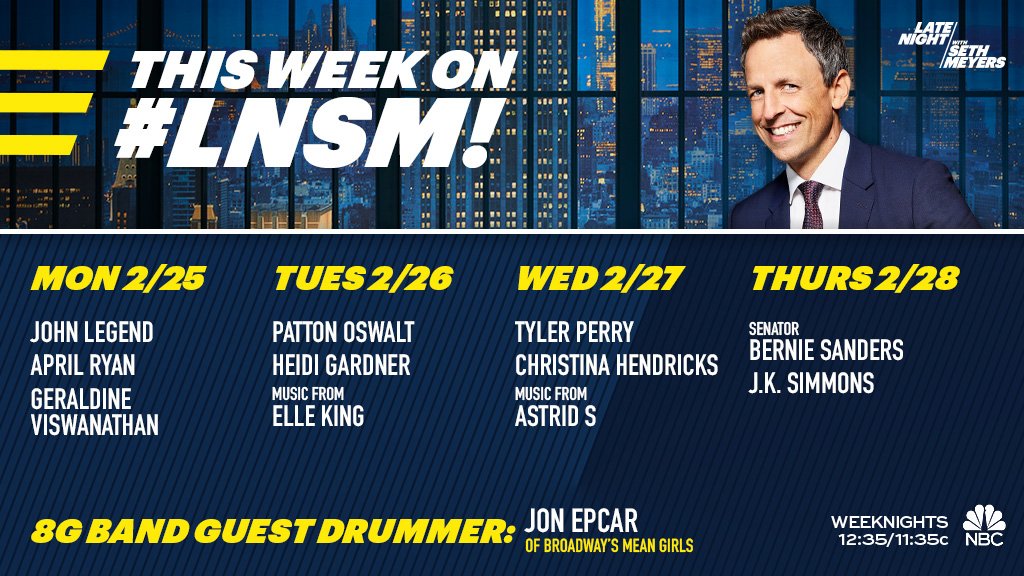 THIS WEEK ON
#LNSM!
LATE
NIGHT
WITH
SETH
MEYERS
MON 2/25
JOHN LEGEND
APRIL RYAN
GERALDINE
VISWANATHAN
TUES 2/26
PATTON OSWALT
HEIDI GARDNER
MUSIC FROM
ELLE KING
WED 2/27
TYLER PERRY
CHRISTINA HENDRICKS
MUSIC FROM
ASTRID S
THURS 2/28
SENATOR
BERNIE SANDERS
J.K. SIMMONS
8G BAND GUEST DRUMMER:
JON EPCAR
OF BROADWAY'S MEAN GIRLS
WEEKNIGHTS
12:35/11:35c
NBC